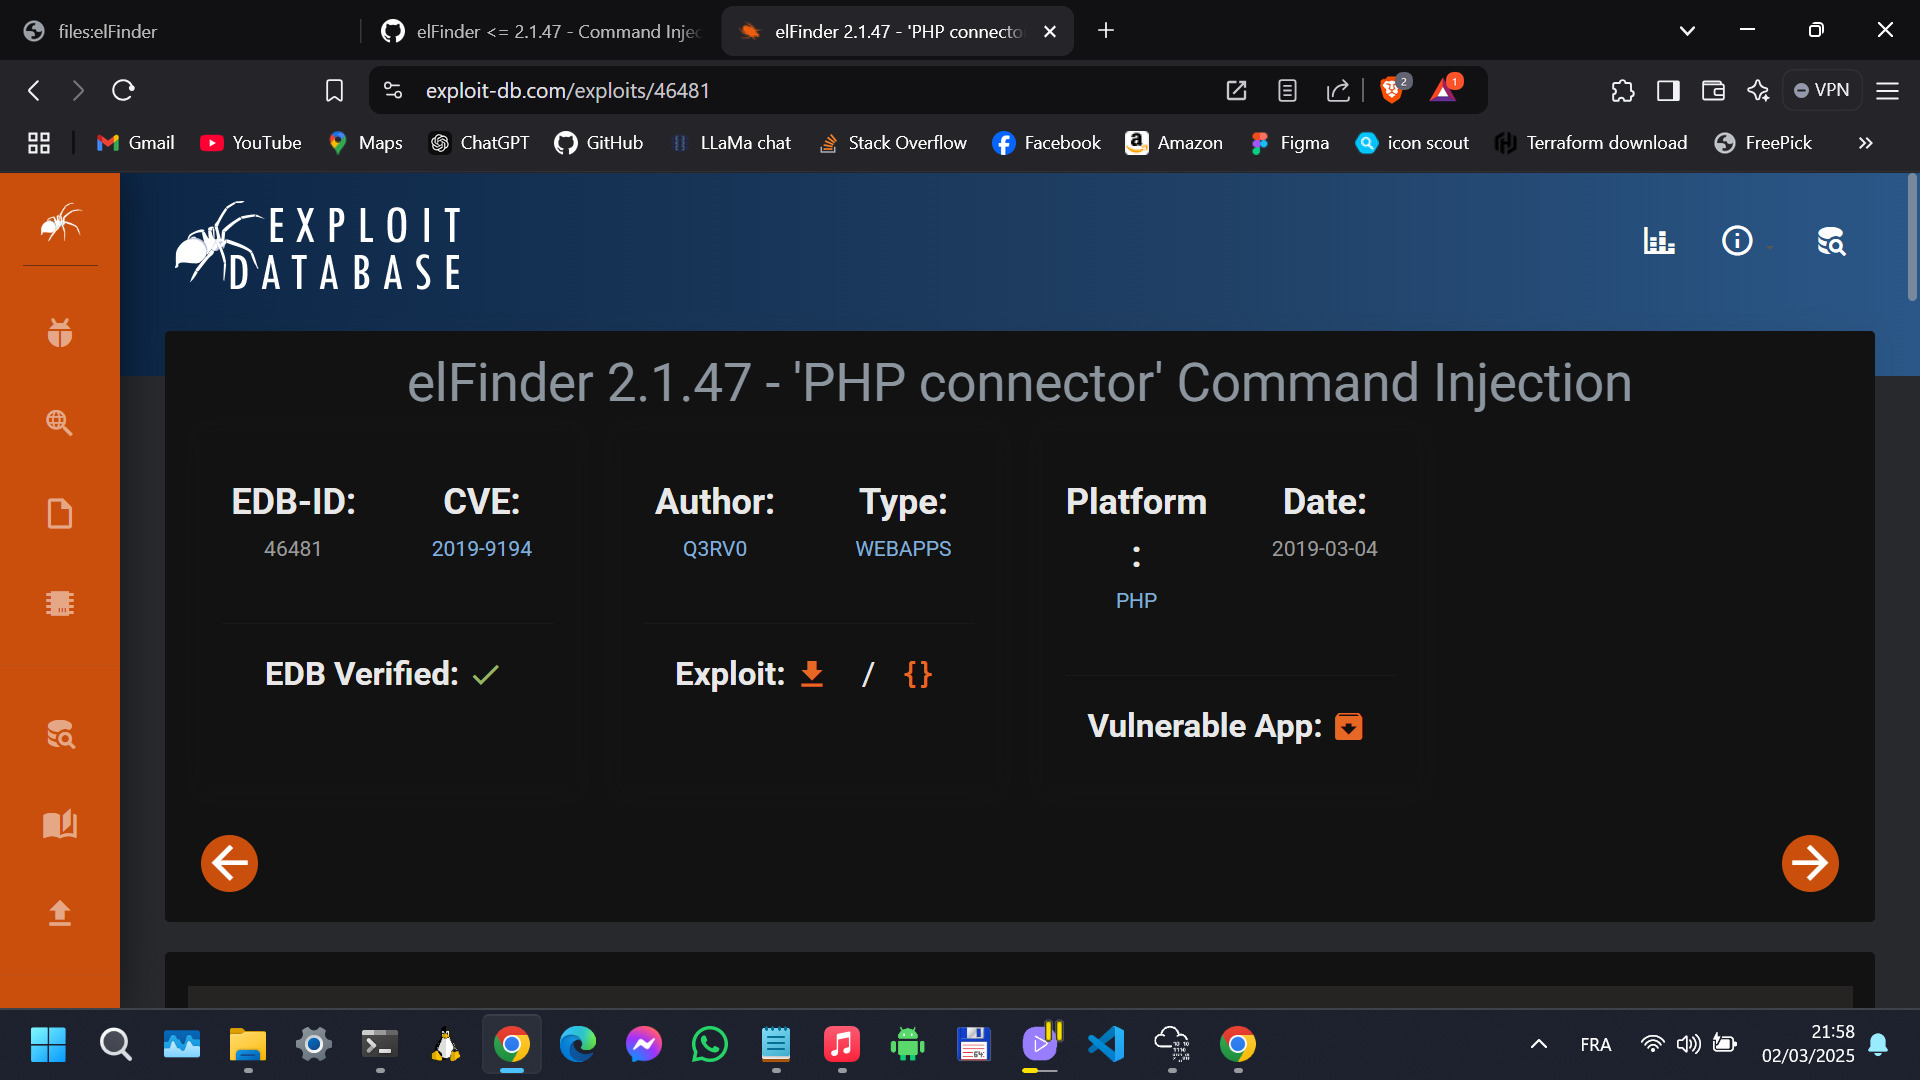 files:elFinder
elFinder <= 2.1.47 - Command Injec
elFinder 2.1.47 - 'PHP connecto
exploit-db.com/exploits/46481
2
1
VPN
Gmail
YouTube
Maps
ChatGPT
GitHub
LLaMa chat
Stack Overflow
Facebook
Amazon
Figma
icon scout
Terraform download
FreePick
EXPLOIT
DATABASE
elFinder 2.1.47 - 'PHP connector' Command Injection
EDB-ID:
46481
CVE:
2019-9194
EDB Verified:
Author:
Q3RV0
Type:
WEBAPPS
Exploit: / {}
Platform
:
PHP
Date:
2019-03-04
Vulnerable App:
FRA
21:58
02/03/2025